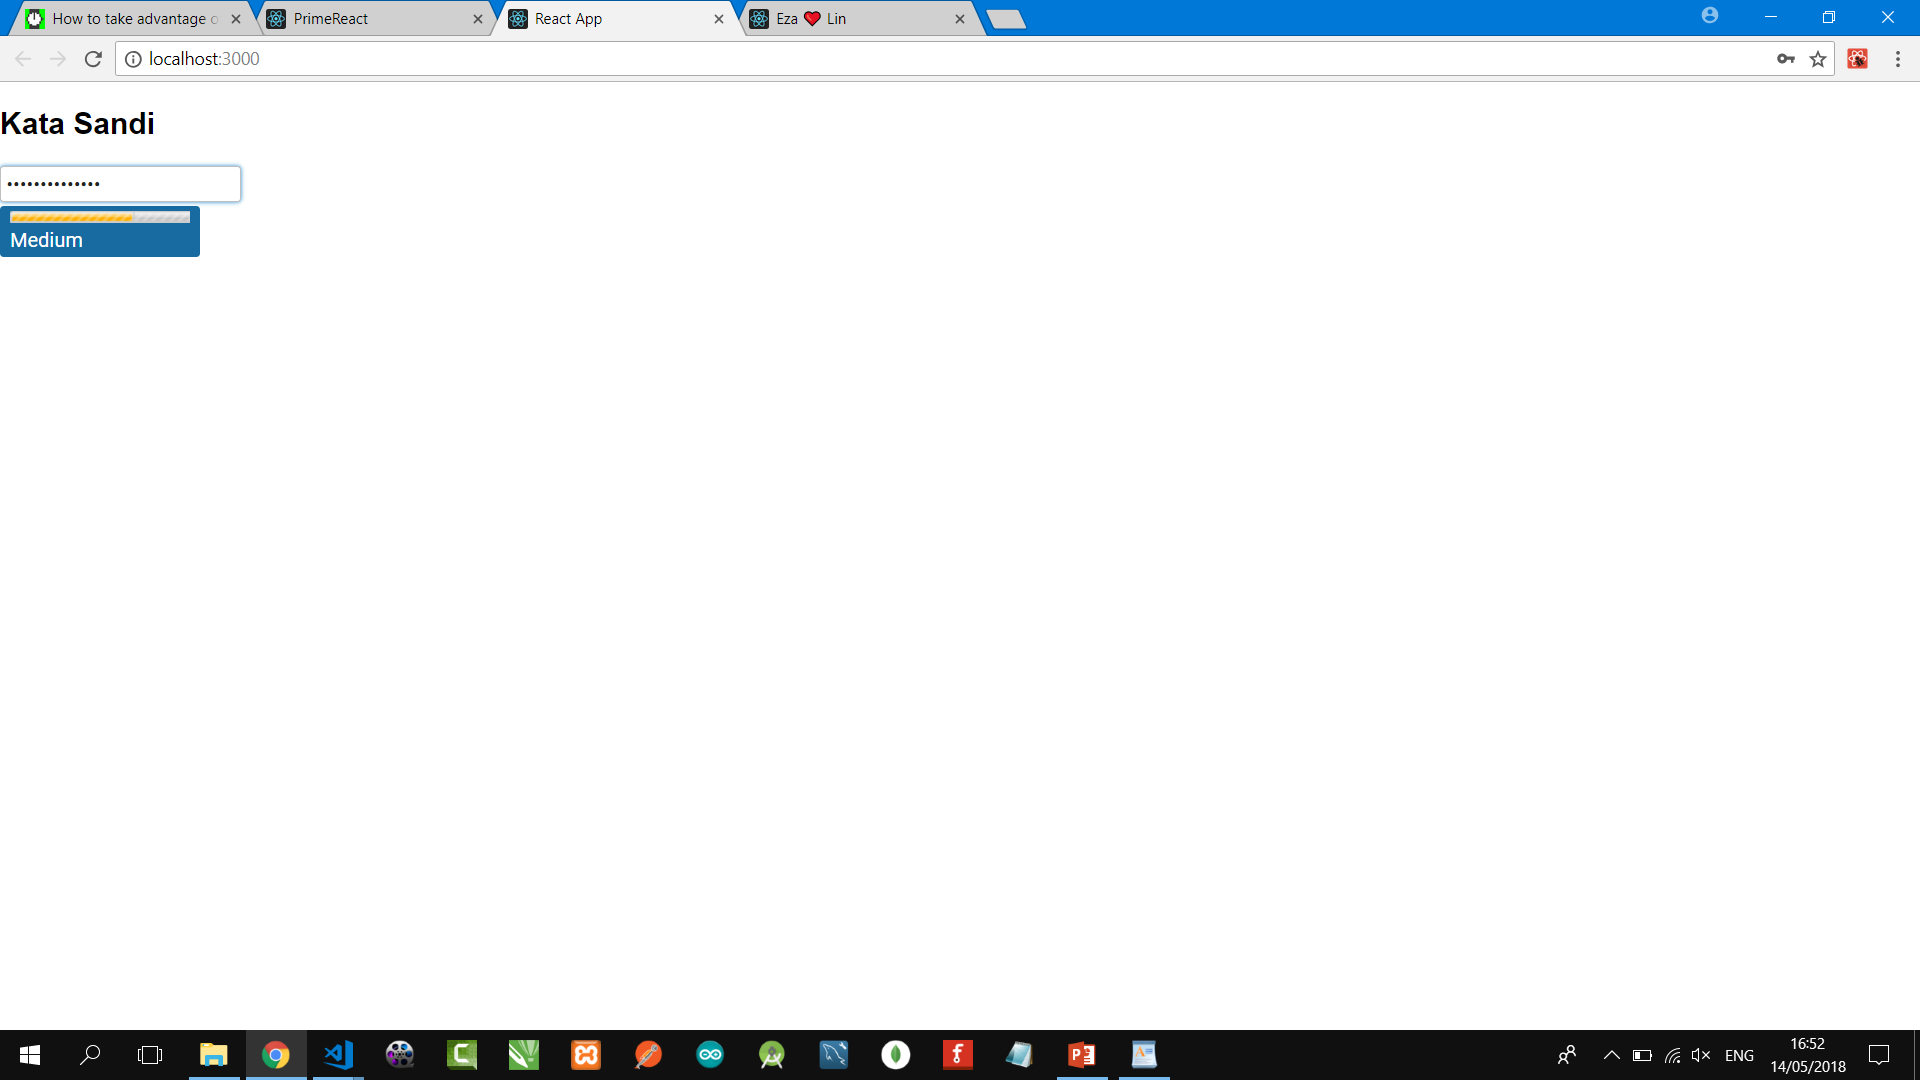 How to take advantage o
PrimeReact
React App
Eza ❤ Lin
localhost:3000
Kata Sandi
••••••••••••••
Medium
ENG
16:52
14/05/2018